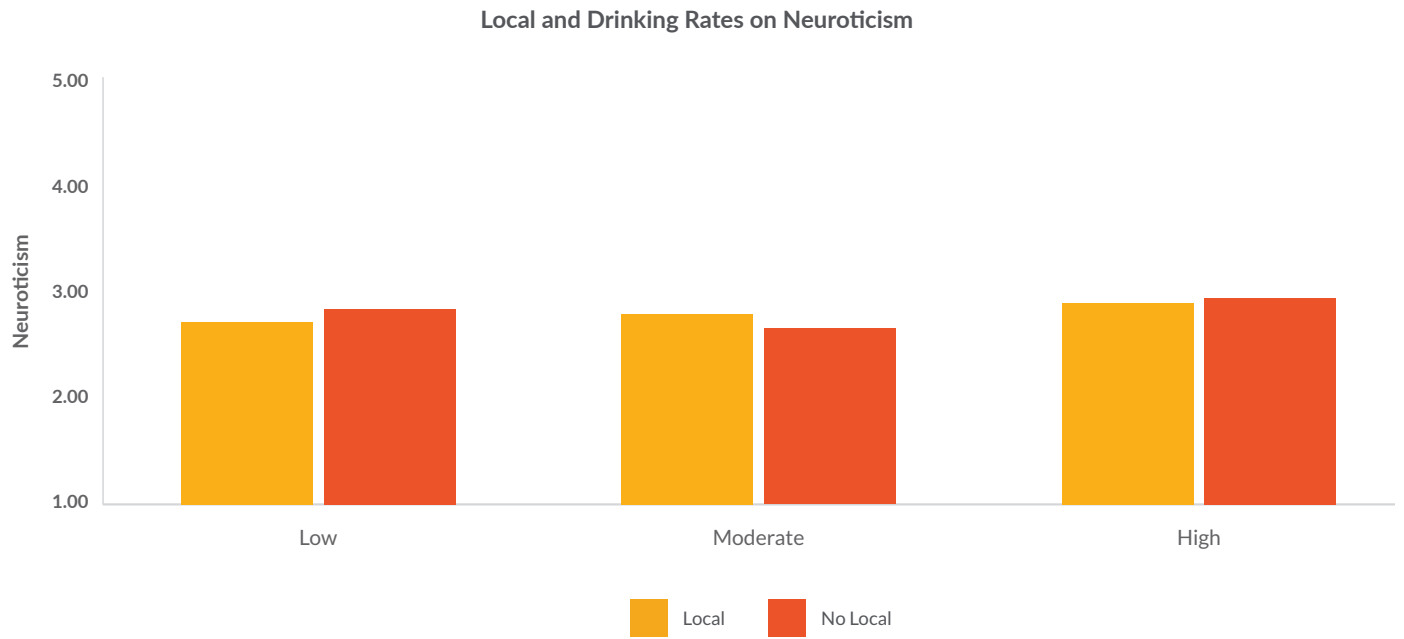 Local and Drinking Rates on Neuroticism
5.00
4.00
3.00
2.00
1.00
Neuroticism
Low
Moderate
High
Local
No Local